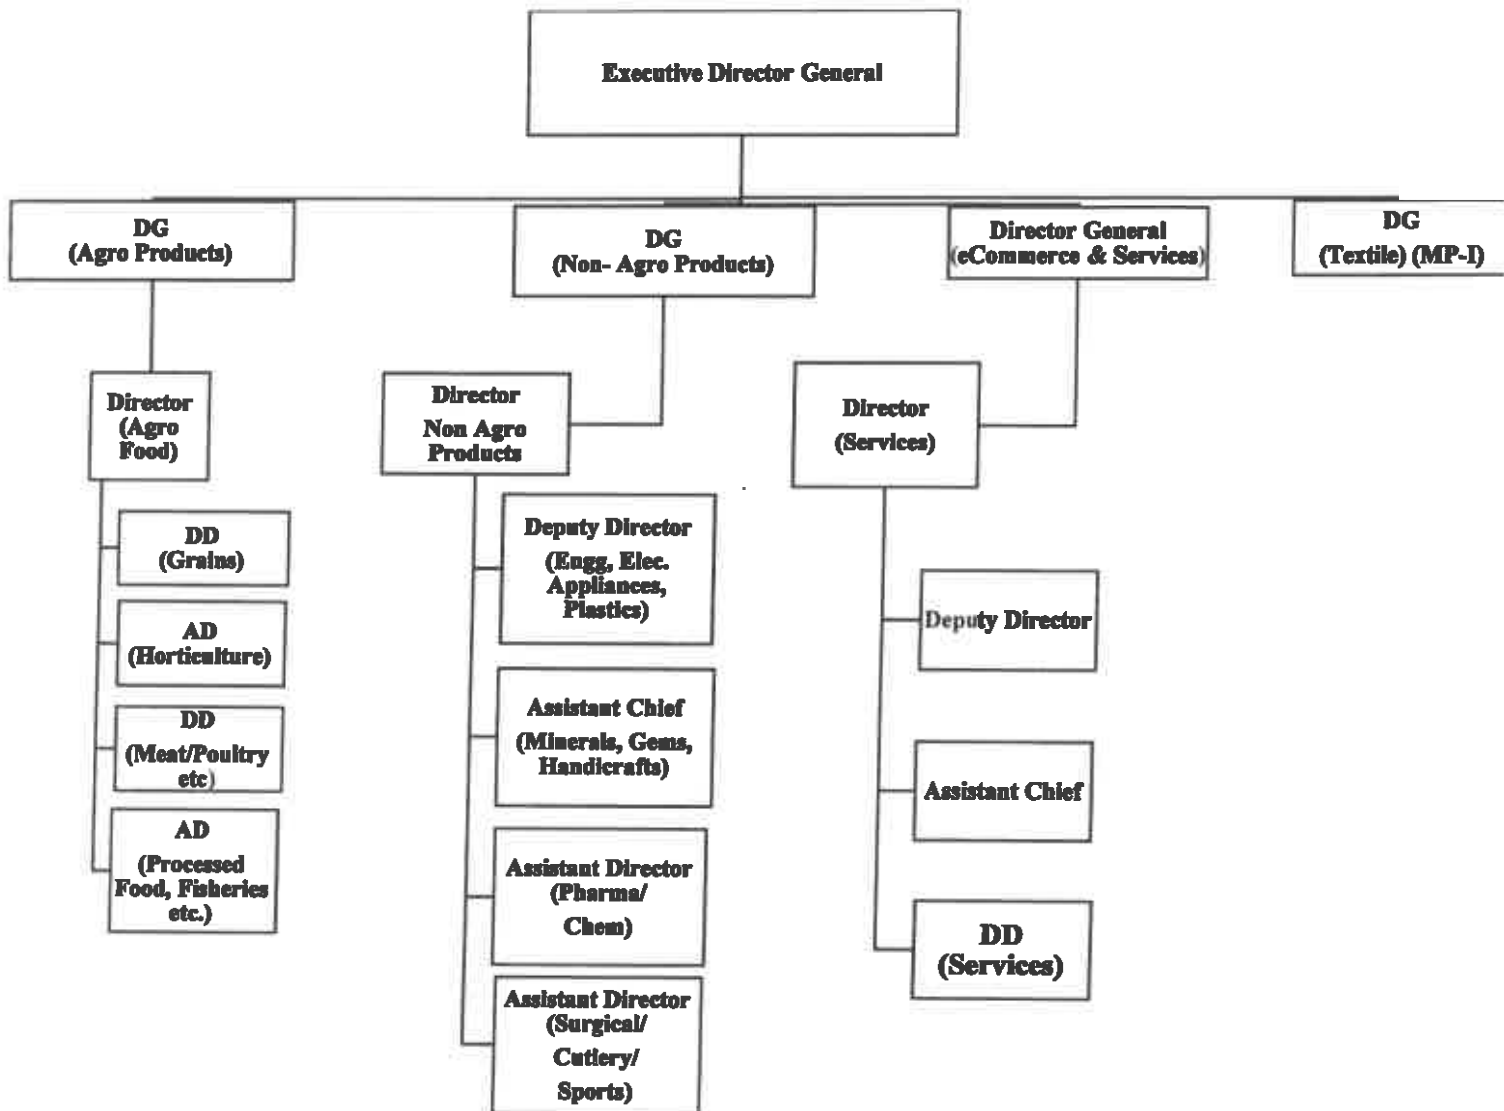 Executive Director General
DG
(Agro Products)
DG
(Non- Agro Products)
Director General
(eCommerce & Services)
DG
(Textile) (MP-I)
Director
(Agro
Food)
Director
Non Agro
Products
Director
(Services)
DD
(Grains)
AD
(Horticulture)
DD
(Meat/Poultry
etc)
AD
(Processed
Food, Fisheries
etc.)
Deputy Director
(Engg, Elec.
Appliances,
Plastics)
Assistant Chief
(Minerals, Gems,
Handicrafts)
Assistant Director
(Pharma/
Chem)
Assistant Director
(Surgical/
Cutlery/
Sports)
Deputy Director
Assistant Chief
DD
(Services)